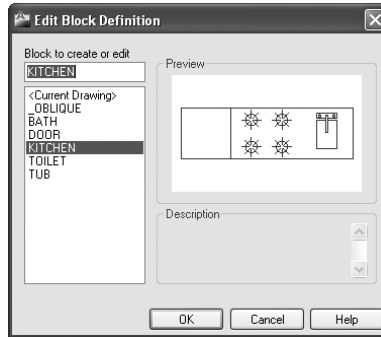 Edit Block Definition
Block to create or edit
KITCHEN
<Current Drawing>
_OBLIQUE
BATH
DOOR
KITCHEN
TOILET
TUB
Preview
Description
OK
Cancel
Help